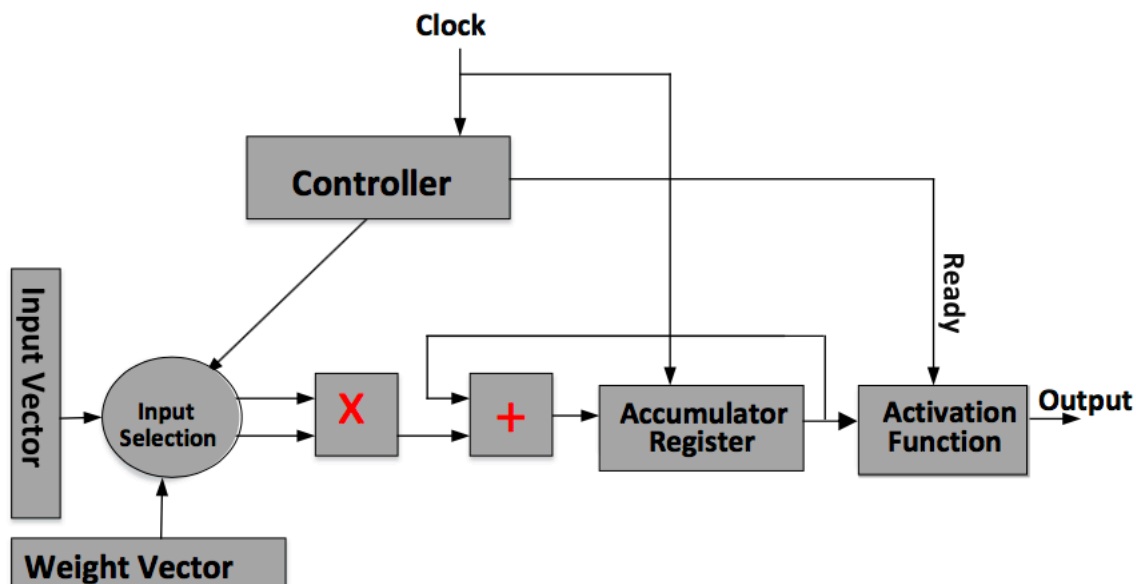 Clock
Controller
Ready
Input Vector
Input
Selection
X
+
Accumulator
Register
Activation
Function
Output
Weight Vector